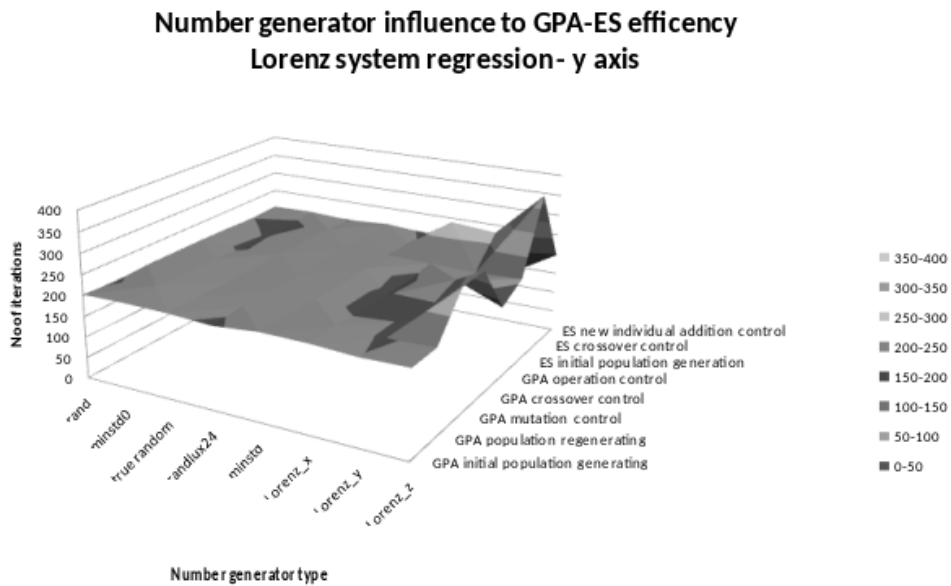 Number generator influence to GPA-ES efficency
Lorenz system regression- y axis
No of iterations
400
350
300
250
200
150
100
50
0
rand
minstd0
true random
randlux24
minsta
Lorenz_x
Lorenz_y
Lorenz_z
Number generator type
ES new individual addition control
ES crossover control
ES initial population generation
GPA operation control
GPA crossover control
GPA mutation control
GPA population regenerating
GPA initial population generating
350-400
300-350
250-300
200-250
150-200
100-150
50-100
0-50